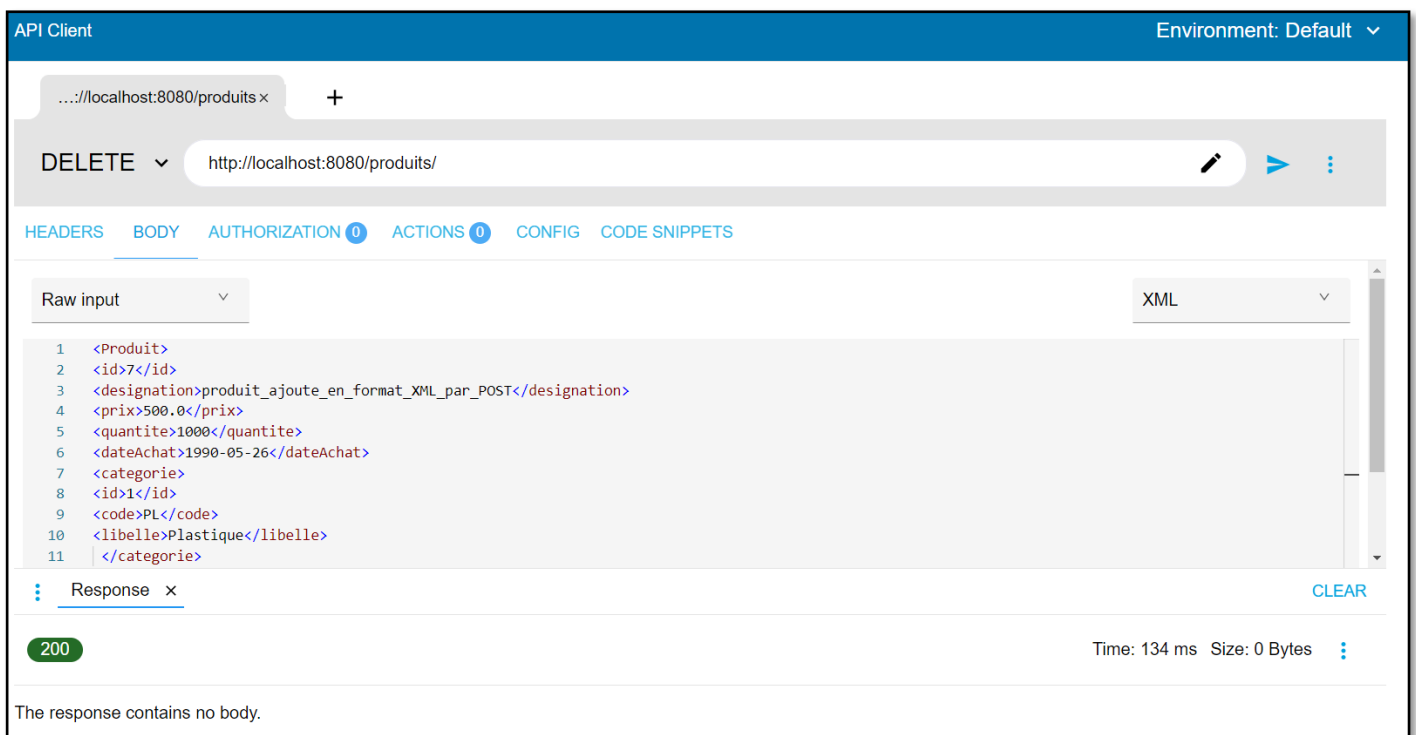 API Client Environment: Default
…://localhost:8080/produits × +
DELETE http://localhost:8080/produits/
HEADERS BODY AUTHORIZATION 0 ACTIONS 0 CONFIG CODE SNIPPETS
Raw input XML
1 <Produit>
2 <id>7</id>
3 <designation>produit_ajoute_en_format_XML_par_POST</designation>
4 <prix>500.0</prix>
5 <quantite>1000</quantite>
6 <dateAchat>1990-05-26</dateAchat>
7 <categorie>
8 <id>1</id>
9 <code>PL</code>
10 <libelle>Plastique</libelle>
11 </categorie>
Response × CLEAR
200 Time: 134 ms Size: 0 Bytes
The response contains no body.